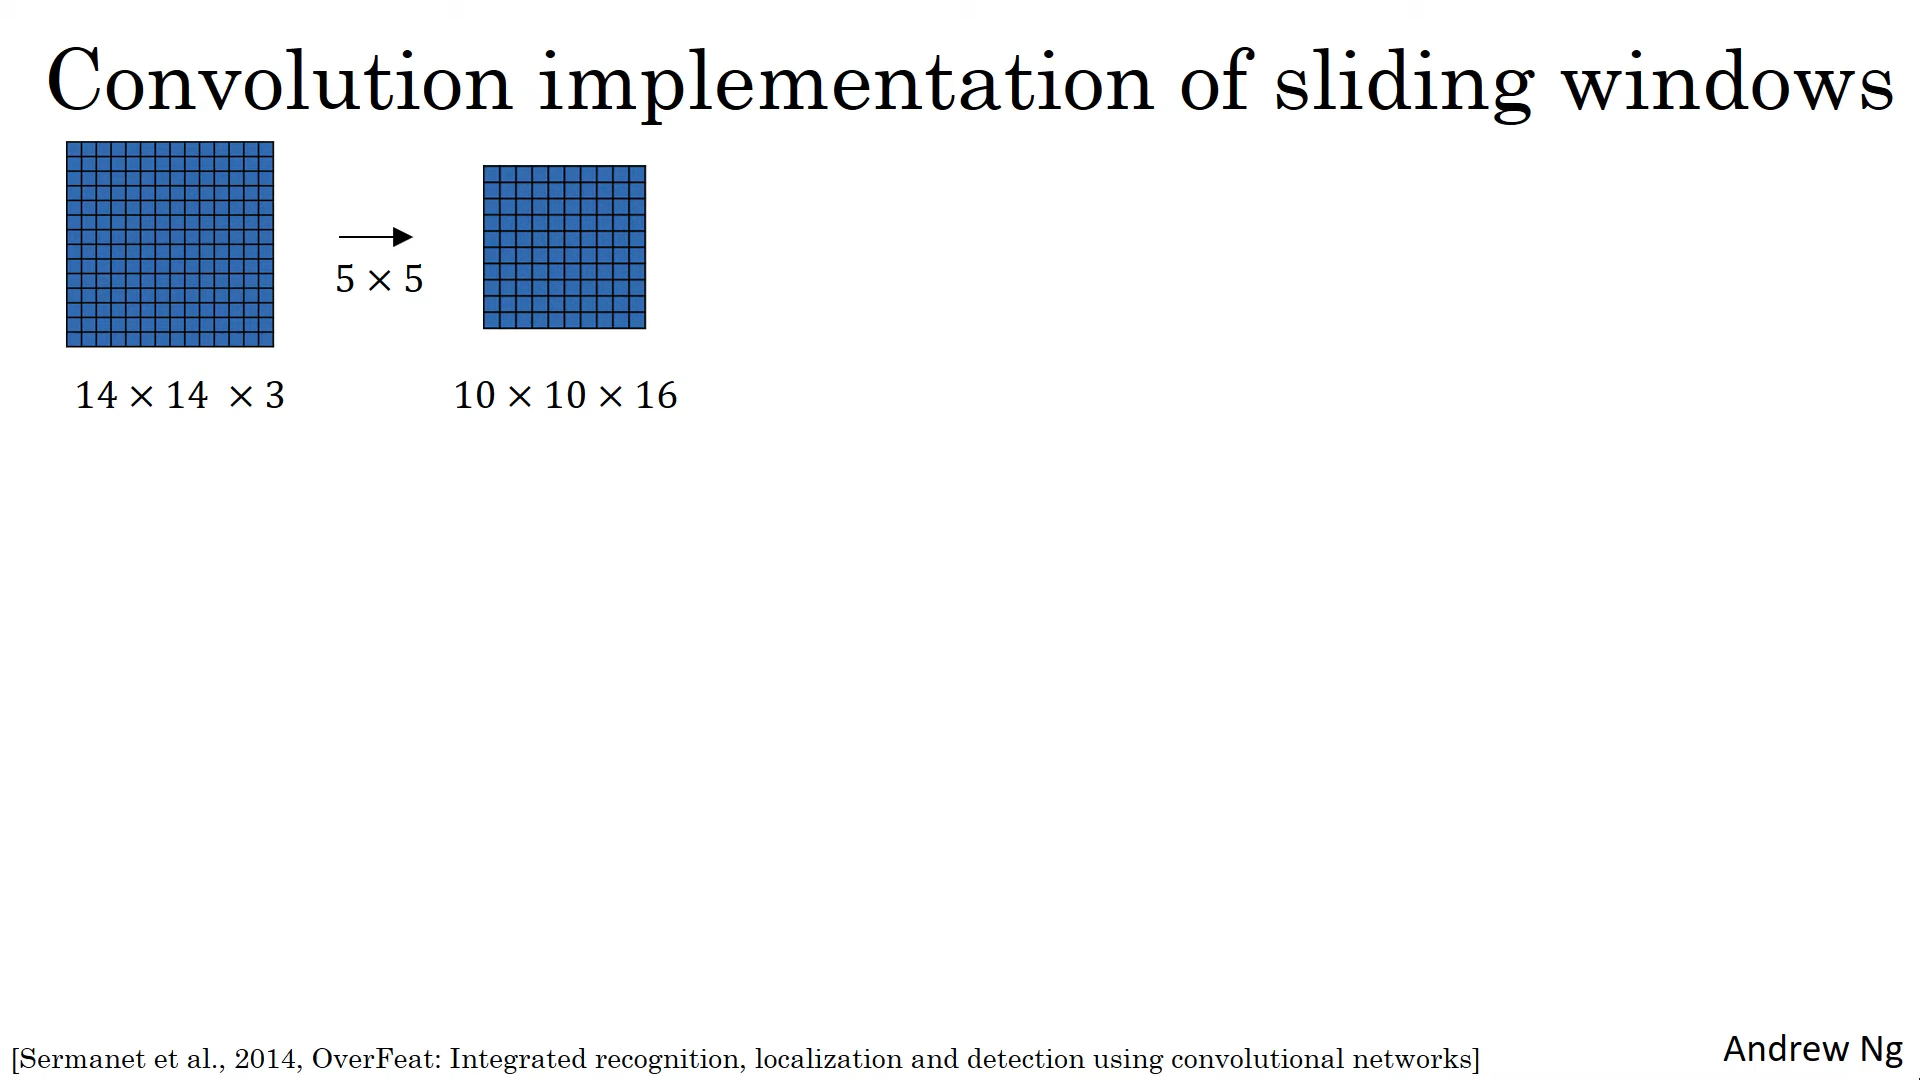 Convolution implementation of sliding windows
5 × 5
14 × 14 × 3
10 × 10 × 16
[Sermanet et al., 2014, OverFeat: Integrated recognition, localization and detection using convolutional networks]
Andrew Ng